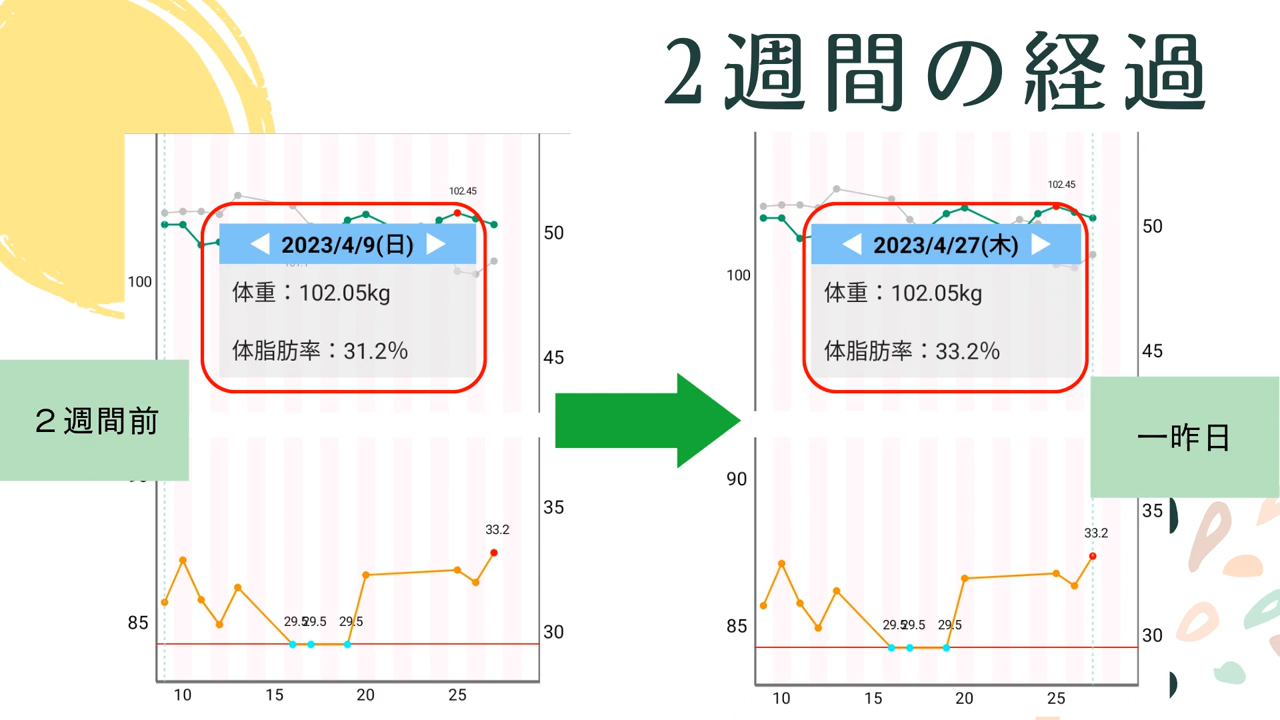 2週間の経過
102.45
50
◀ 2023/4/9(日) ▶
100
体重：102.05kg
体脂肪率：31.2%
45
２週間前
35
33.2
29.5 29.5 29.5
85
30
10 15 20 25
102.45
50
◀ 2023/4/27(木) ▶
100
体重：102.05kg
体脂肪率：33.2%
45
一昨日
90
35
33.2
29.5 29.5 29.5
85
30
10 15 20 25